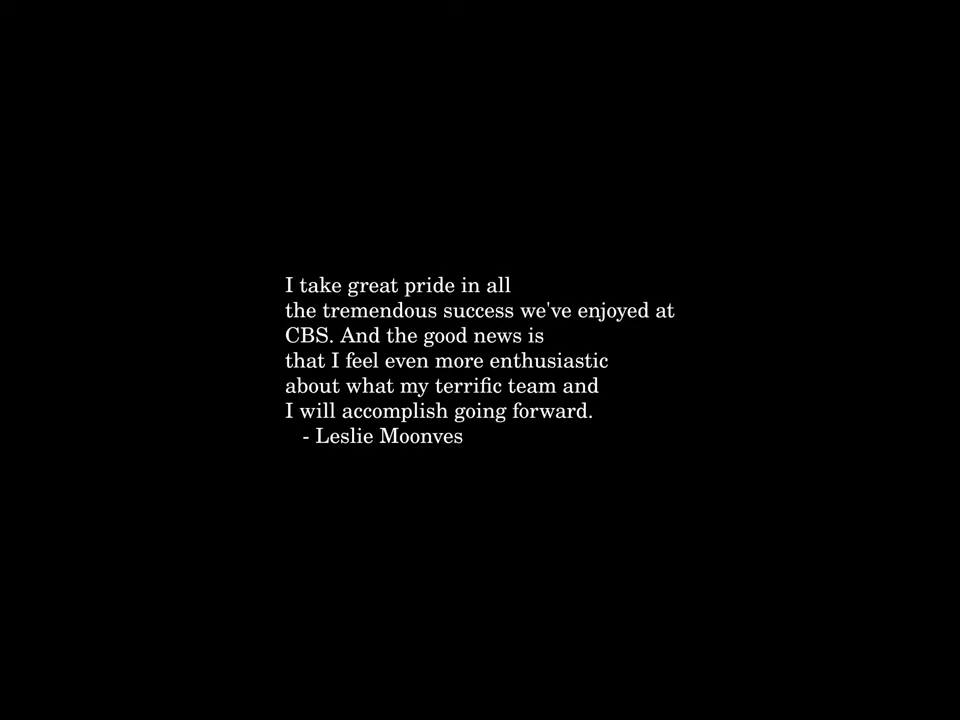 I take great pride in all
the tremendous success we've enjoyed at
CBS. And the good news is
that I feel even more enthusiastic
about what my terrific team and
I will accomplish going forward.
- Leslie Moonves